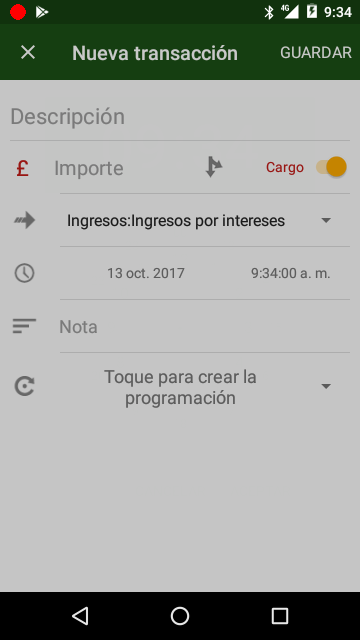 4G 9:34
Nueva transacción GUARDAR
Descripción
£ Importe Cargo
Ingresos:Ingresos por intereses
13 oct. 2017 9:34:00 a. m.
Nota
Toque para crear la
programación